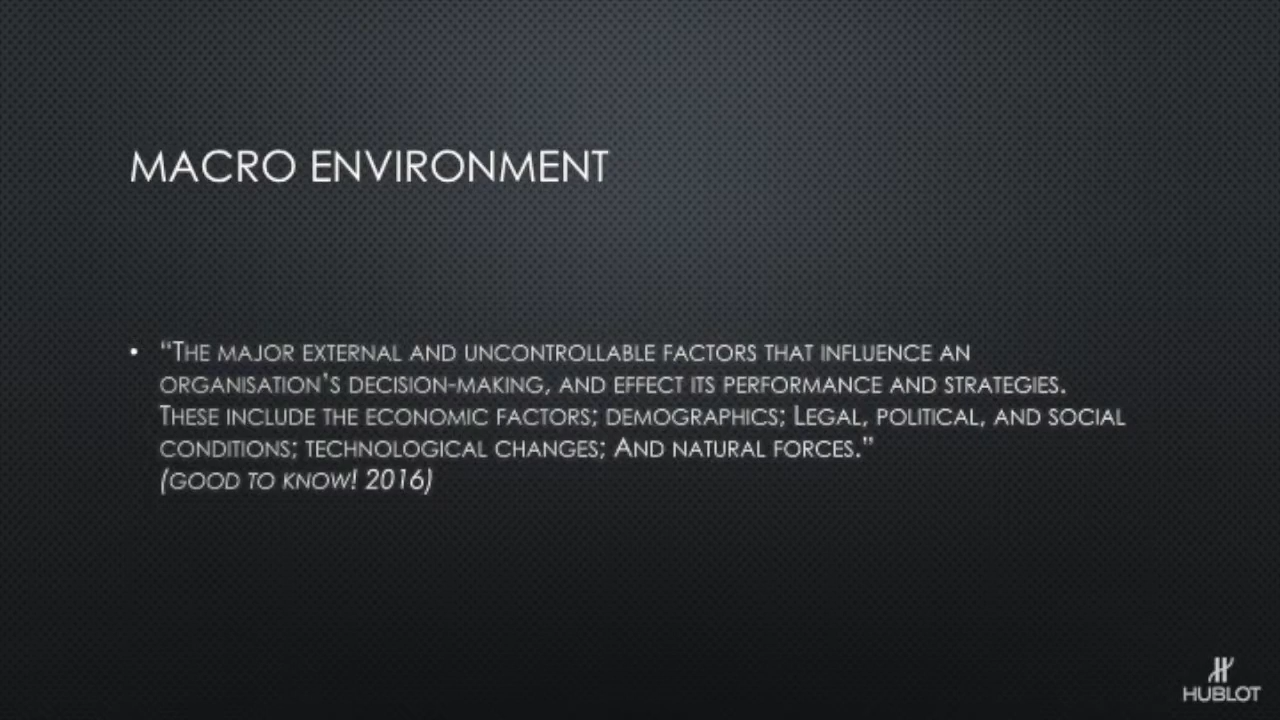 MACRO ENVIRONMENT
• “THE MAJOR EXTERNAL AND UNCONTROLLABLE FACTORS THAT INFLUENCE AN
ORGANISATION’S DECISION-MAKING, AND EFFECT ITS PERFORMANCE AND STRATEGIES.
THESE INCLUDE THE ECONOMIC FACTORS; DEMOGRAPHICS; LEGAL, POLITICAL, AND SOCIAL
CONDITIONS; TECHNOLOGICAL CHANGES; AND NATURAL FORCES.”
(GOOD TO KNOW! 2016)
HUBLOT